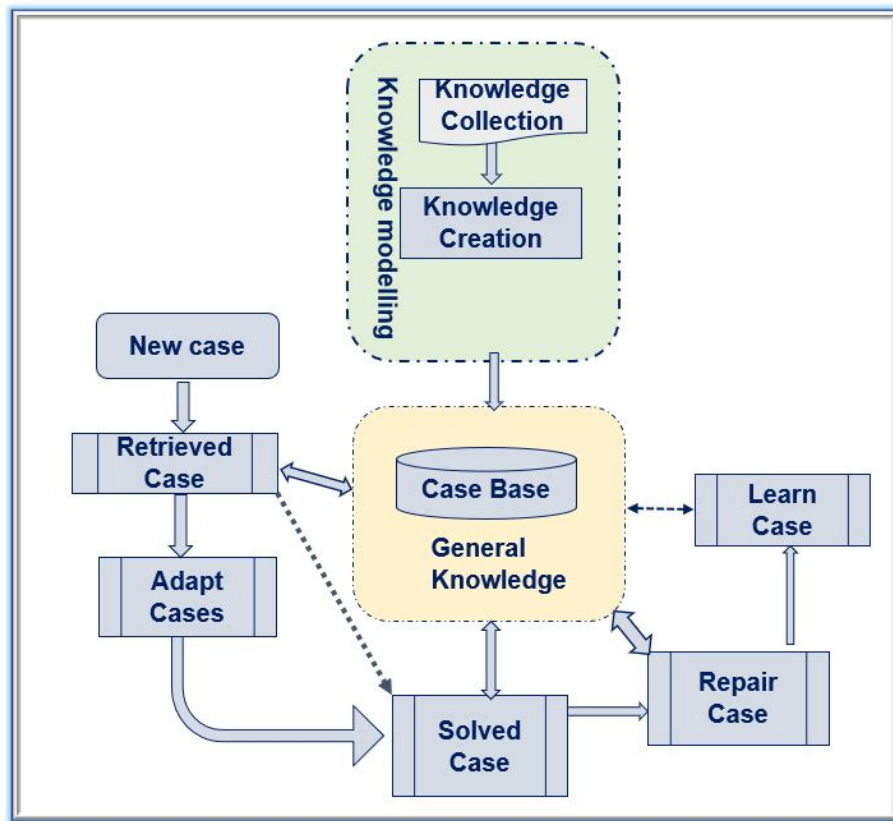 Knowledge modelling
Knowledge
Collection
Knowledge
Creation
New case
Retrieved
Case
Case Base
General
Knowledge
Learn
Case
Adapt
Cases
Repair
Case
Solved
Case